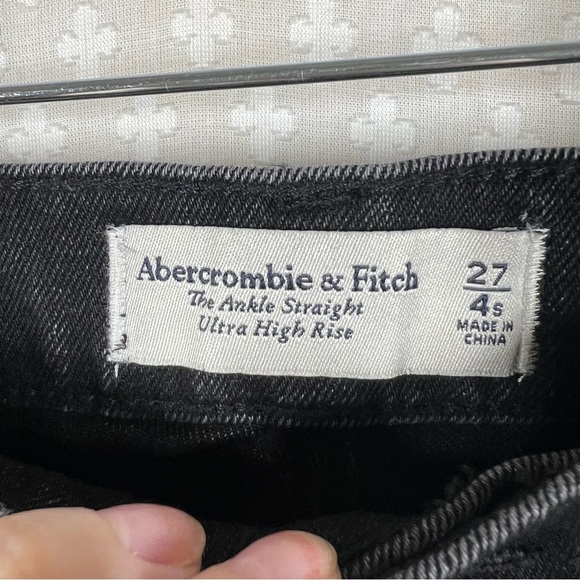 Abercrombie & Fitch
The Ankle Straight
Ultra High Rise
27
4s
MADE IN
CHINA